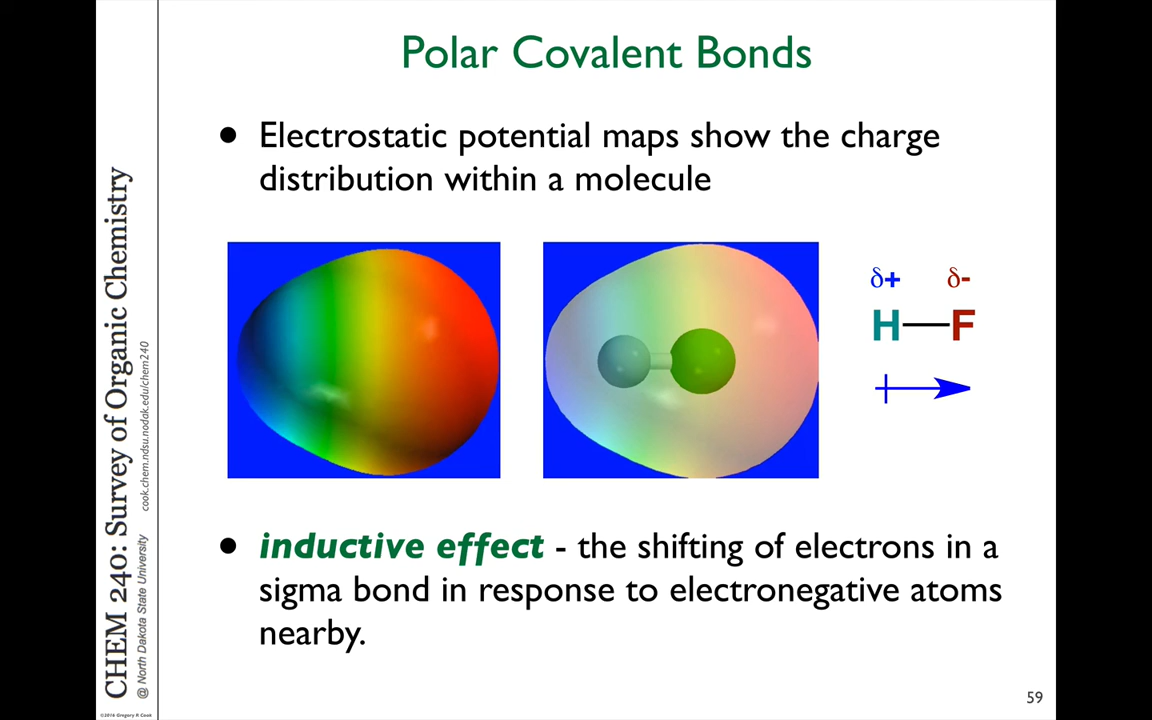 Polar Covalent Bonds
• Electrostatic potential maps show the charge
distribution within a molecule
δ+ δ-
H—F
• inductive effect - the shifting of electrons in a
sigma bond in response to electronegative atoms
nearby.
59
CHEM 240: Survey of Organic Chemistry
@ North Dakota State University cook.chem.ndsu.nodak.edu/chem240
©2016 Gregory R Cook